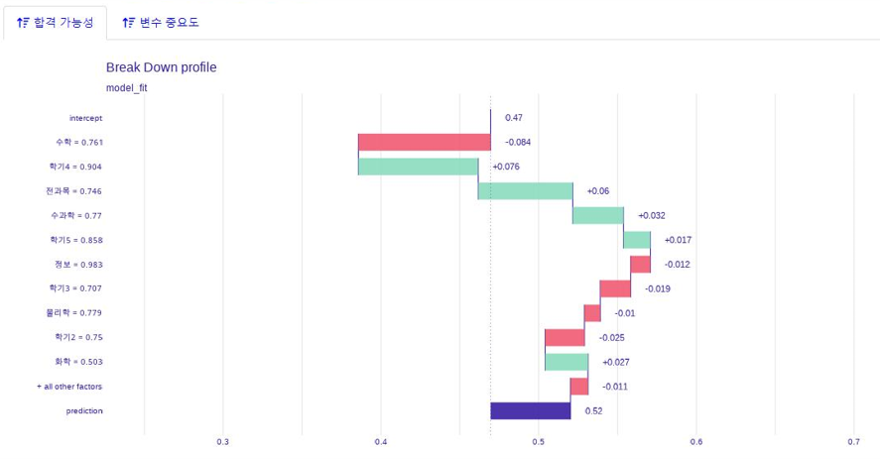 합격 가능성
변수 중요도
Break Down profile
model_fit
intercept 0.47
수학 = 0.761 -0.084
학기4 = 0.904 +0.076
전과목 = 0.746 +0.06
수과학 = 0.77 +0.032
학기5 = 0.858 +0.017
정보 = 0.983 -0.012
학기3 = 0.707 -0.019
물리학 = 0.779 -0.01
학기2 = 0.75 -0.025
화학 = 0.503 +0.027
+ all other factors -0.011
prediction 0.52
0.3 0.4 0.5 0.6 0.7